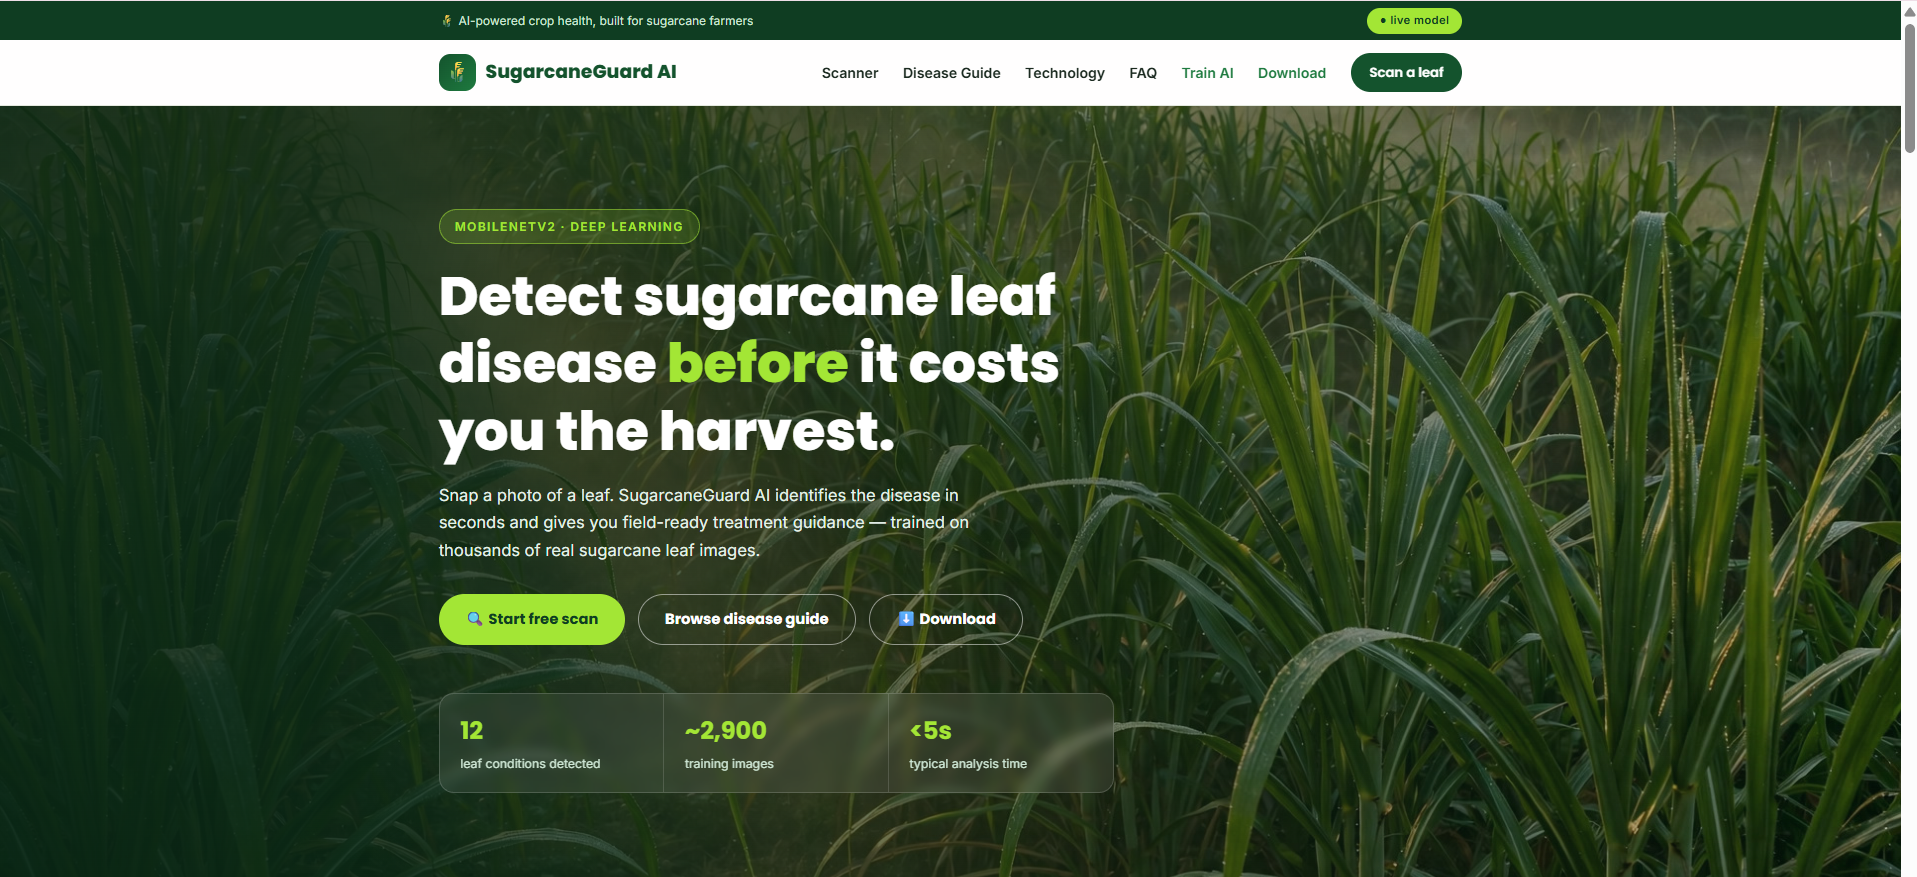 AI-powered crop health, built for sugarcane farmers
• live model
SugarcaneGuard AI
Scanner
Disease Guide
Technology
FAQ
Train AI
Download
Scan a leaf
MOBILENETV2 · DEEP LEARNING
Detect sugarcane leaf
disease before it costs
you the harvest.
Snap a photo of a leaf. SugarcaneGuard AI identifies the disease in
seconds and gives you field-ready treatment guidance — trained on
thousands of real sugarcane leaf images.
Start free scan
Browse disease guide
Download
12
leaf conditions detected
~2,900
training images
<5s
typical analysis time